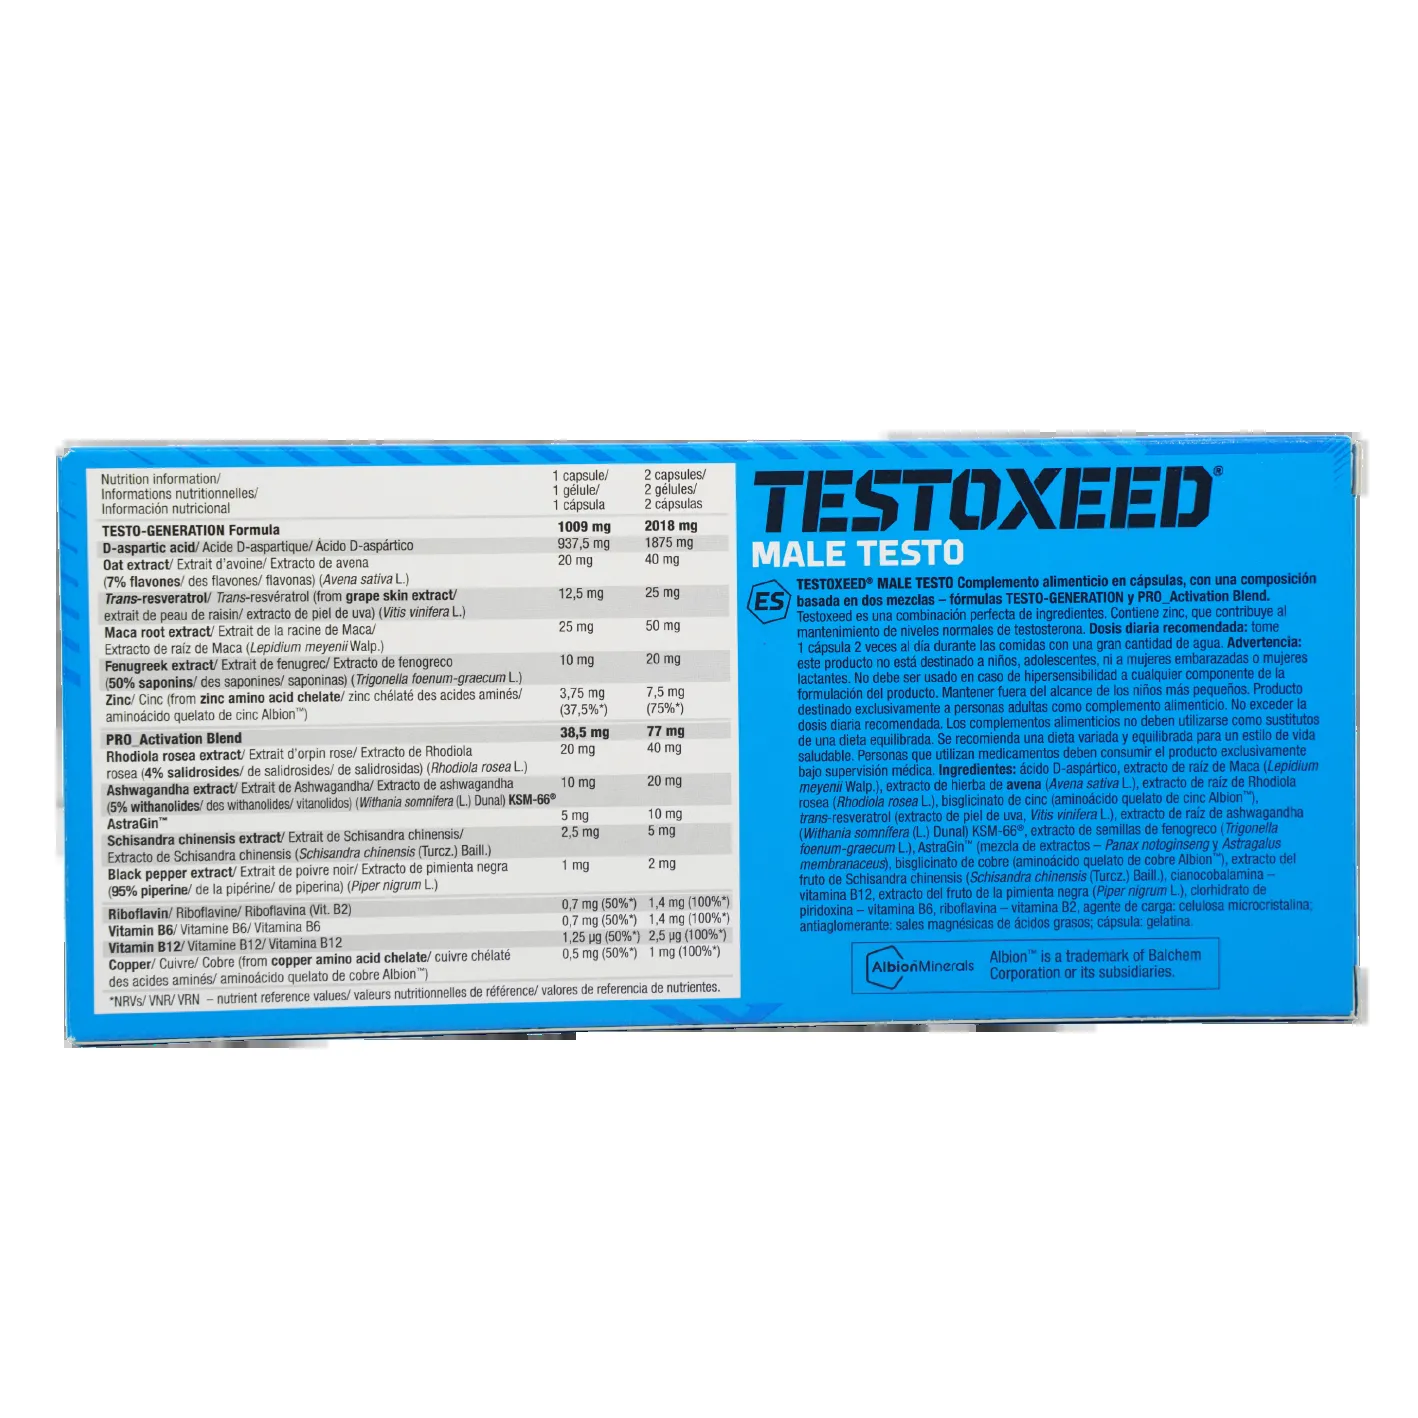 Nutrition information/
Informations nutritionnelles/
Información nutricional
1 capsule/ 2 capsules/
1 gélule/ 2 gélules/
1 cápsula 2 cápsulas
TESTO-GENERATION Formula 1009 mg 2018 mg
D-aspartic acid/ Acide D-aspartique/ Ácido D-aspártico 937,5 mg 1875 mg
Oat extract/ Extrait d'avoine/ Extracto de avena 20 mg 40 mg
(7% flavones/ des flavones/ flavonas) (Avena sativa L.)
Trans-resveratrol/ Trans-resvératrol (from grape skin extract/ 12,5 mg 25 mg
extrait de peau de raisin/ extracto de piel de uva) (Vitis vinifera L.)
Maca root extract/ Extrait de la racine de Maca/ 25 mg 50 mg
Extracto de raíz de Maca (Lepidium meyenii Walp.)
Fenugreek extract/ Extrait de fenugrec/ Extracto de fenogreco 10 mg 20 mg
(50% saponins/ des saponines/ saponinas) (Trigonella foenum-graecum L.)
Zinc/ Cinc (from zinc amino acid chelate/ zinc chélaté des acides aminés/ 3,75 mg 7,5 mg
aminoácido quelato de cinc Albion™) (37,5%*) (75%*)
PRO_Activation Blend 38,5 mg 77 mg
Rhodiola rosea extract/ Extrait d'orpin rose/ Extracto de Rhodiola 20 mg 40 mg
rosea (4% salidrosides/ de salidrosides/ de salidrosidas) (Rhodiola rosea L.)
Ashwagandha extract/ Extrait de Ashwagandha/ Extracto de ashwagandha 10 mg 20 mg
(5% withanolides/ des withanolides/ vitanolidos) (Withania somnifera (L.) Dunal) KSM-66®
AstraGin™ 5 mg 10 mg
Schisandra chinensis extract/ Extrait de Schisandra chinensis/ 2,5 mg 5 mg
Extracto de Schisandra chinensis (Schisandra chinensis (Turcz.) Baill.)
Black pepper extract/ Extrait de poivre noir/ Extracto de pimienta negra 1 mg 2 mg
(95% piperine/ de la pipérine/ de piperina) (Piper nigrum L.)
Riboflavin/ Riboflavine/ Riboflavina (Vit. B2) 0,7 mg (50%*) 1,4 mg (100%*)
Vitamin B6/ Vitamine B6/ Vitamina B6 0,7 mg (50%*) 1,4 mg (100%*)
Vitamin B12/ Vitamine B12/ Vitamina B12 1,25 µg (50%*) 2,5 µg (100%*)
Copper/ Cuivre/ Cobre (from copper amino acid chelate/ cuivre chélaté 0,5 mg (50%*) 1 mg (100%*)
des acides aminés/ aminoácido quelato de cobre Albion™)
*NRVs/ VNR/ VRN – nutrient reference values/ valeurs nutritionnelles de référence/ valores de referencia de nutrientes.
TESTOXEED®
MALE TESTO
ES
TESTOXEED® MALE TESTO Complemento alimenticio en cápsulas, con una composición
basada en dos mezclas – fórmulas TESTO-GENERATION y PRO_Activation Blend.
Testoxeed es una combinación perfecta de ingredientes. Contiene zinc, que contribuye al
mantenimiento de niveles normales de testosterona. Dosis diaria recomendada: tome
1 cápsula 2 veces al día durante las comidas con una gran cantidad de agua. Advertencia:
este producto no está destinado a niños, adolescentes, ni a mujeres embarazadas o mujeres
lactantes. No debe ser usado en caso de hipersensibilidad a cualquier componente de la
formulación del producto. Mantener fuera del alcance de los niños más pequeños. Producto
destinado exclusivamente a personas adultas como complemento alimenticio. No exceder la
dosis diaria recomendada. Los complementos alimenticios no deben utilizarse como sustitutos
de una dieta equilibrada. Se recomienda una dieta variada y equilibrada para un estilo de vida
saludable. Personas que utilizan medicamentos deben consumir el producto exclusivamente
bajo supervisión médica. Ingredientes: ácido D-aspártico, extracto de raíz de Maca (Lepidium
meyenii Walp.), extracto de hierba de avena (Avena sativa L.), extracto de raíz de Rhodiola
rosea (Rhodiola rosea L.), bisglicinato de cinc (aminoácido quelato de cinc Albion™),
trans-resveratrol (extracto de piel de uva, Vitis vinifera L.), extracto de raíz de ashwagandha
(Withania somnífera (L.) Dunal) KSM-66®, extracto de semillas de fenogreco (Trigonella
foenum-graecum L.), AstraGin™ (mezcla de extractos – Panax notoginseng y Astragalus
membranaceus), bisglicinato de cobre (aminoácido quelato de cobre Albion™), extracto del
fruto de Schisandra chinensis (Schisandra chinensis (Turcz.) Baill.), cianocobalamina –
vitamina B12, extracto del fruto de la pimienta negra (Piper nigrum L.), clorhidrato de
piridoxina – vitamina B6, riboflavina – vitamina B2, agente de carga: celulosa microcristalina;
antiaglomerante: sales magnésicas de ácidos grasos; cápsula: gelatina.
AlbionMinerals
Albion™ is a trademark of Balchem
Corporation or its subsidiaries.